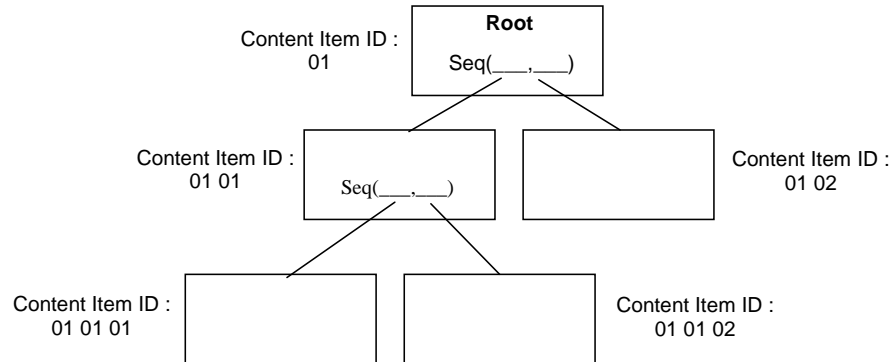 Root
Content Item ID :
01
Seq(___,___)
Content Item ID :
01 01
Seq(___,___)
Content Item ID :
01 02
Content Item ID :
01 01 01
Content Item ID :
01 01 02